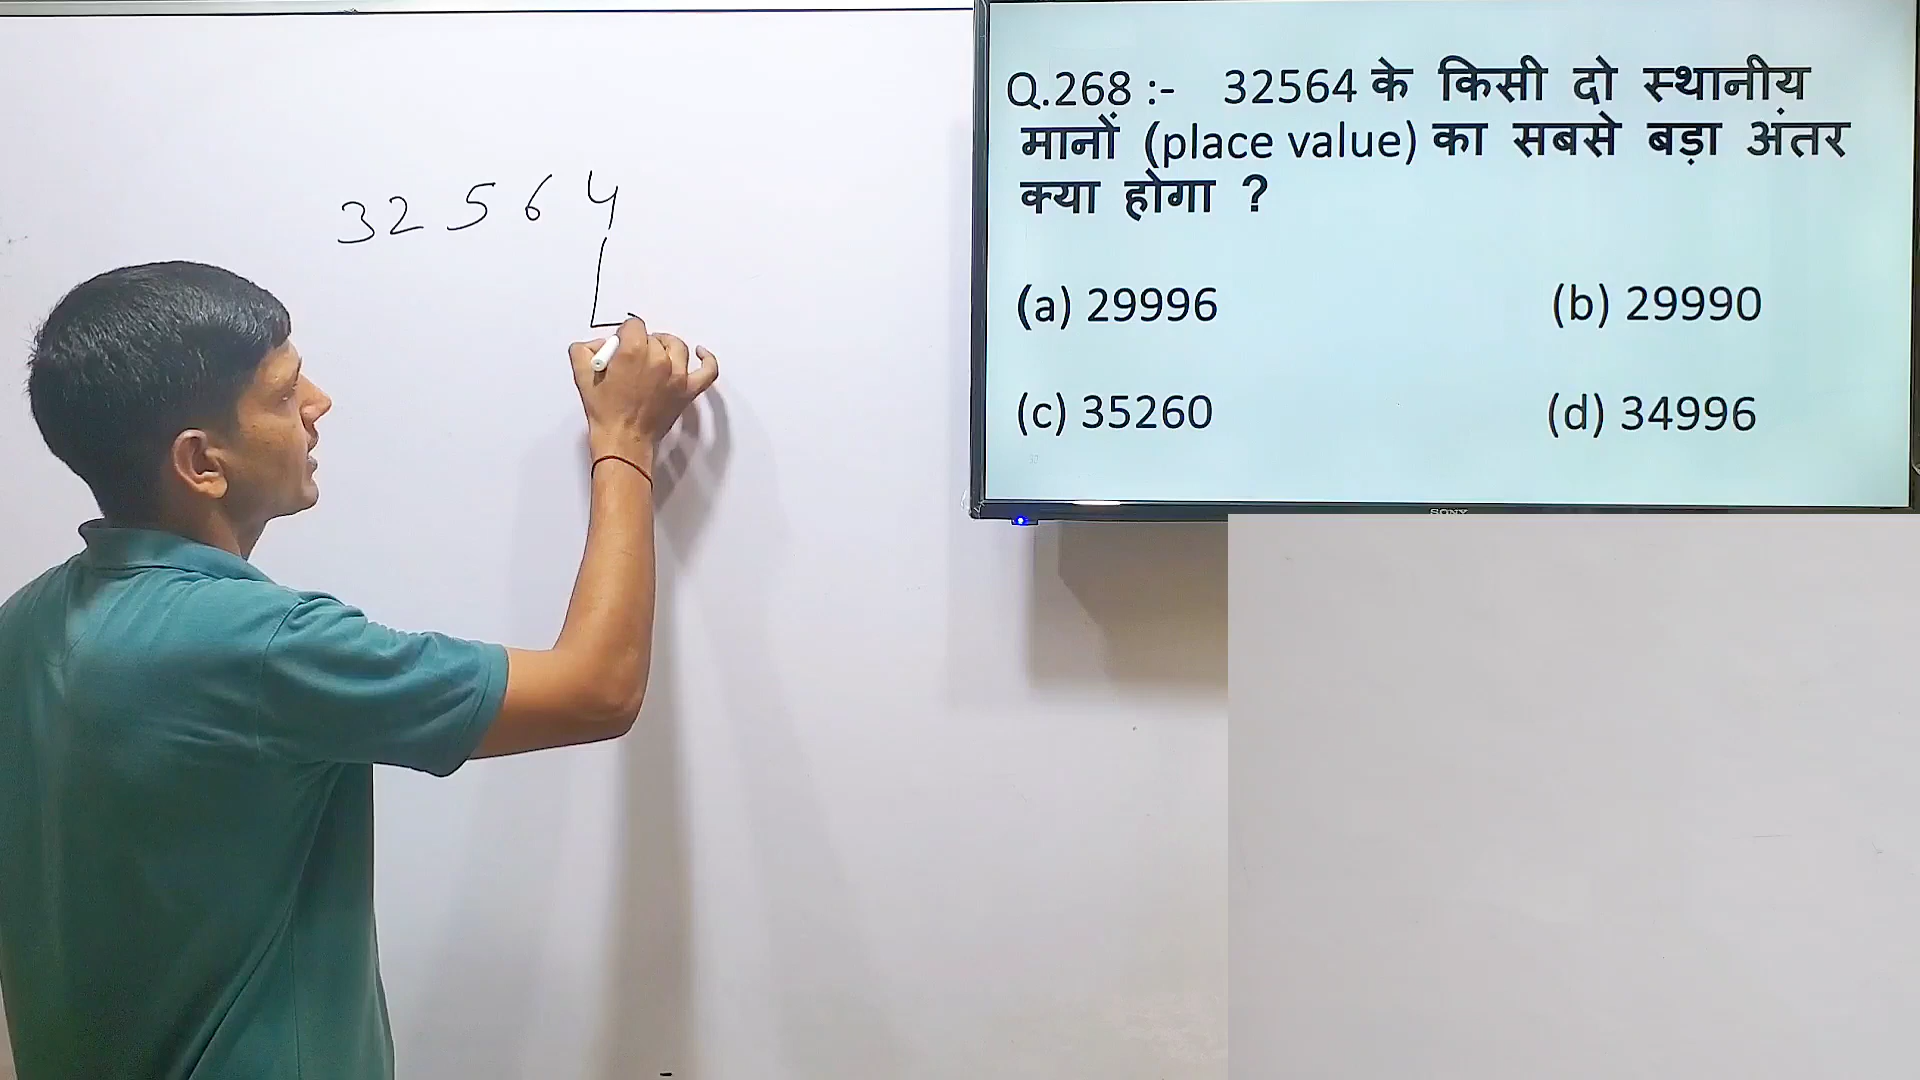 32564
Q.268 :- 32564 के किसी दो स्थानीय
मानों (place value) का सबसे बड़ा अंतर
क्या होगा ?
(a) 29996 (b) 29990
(c) 35260 (d) 34996
SONY